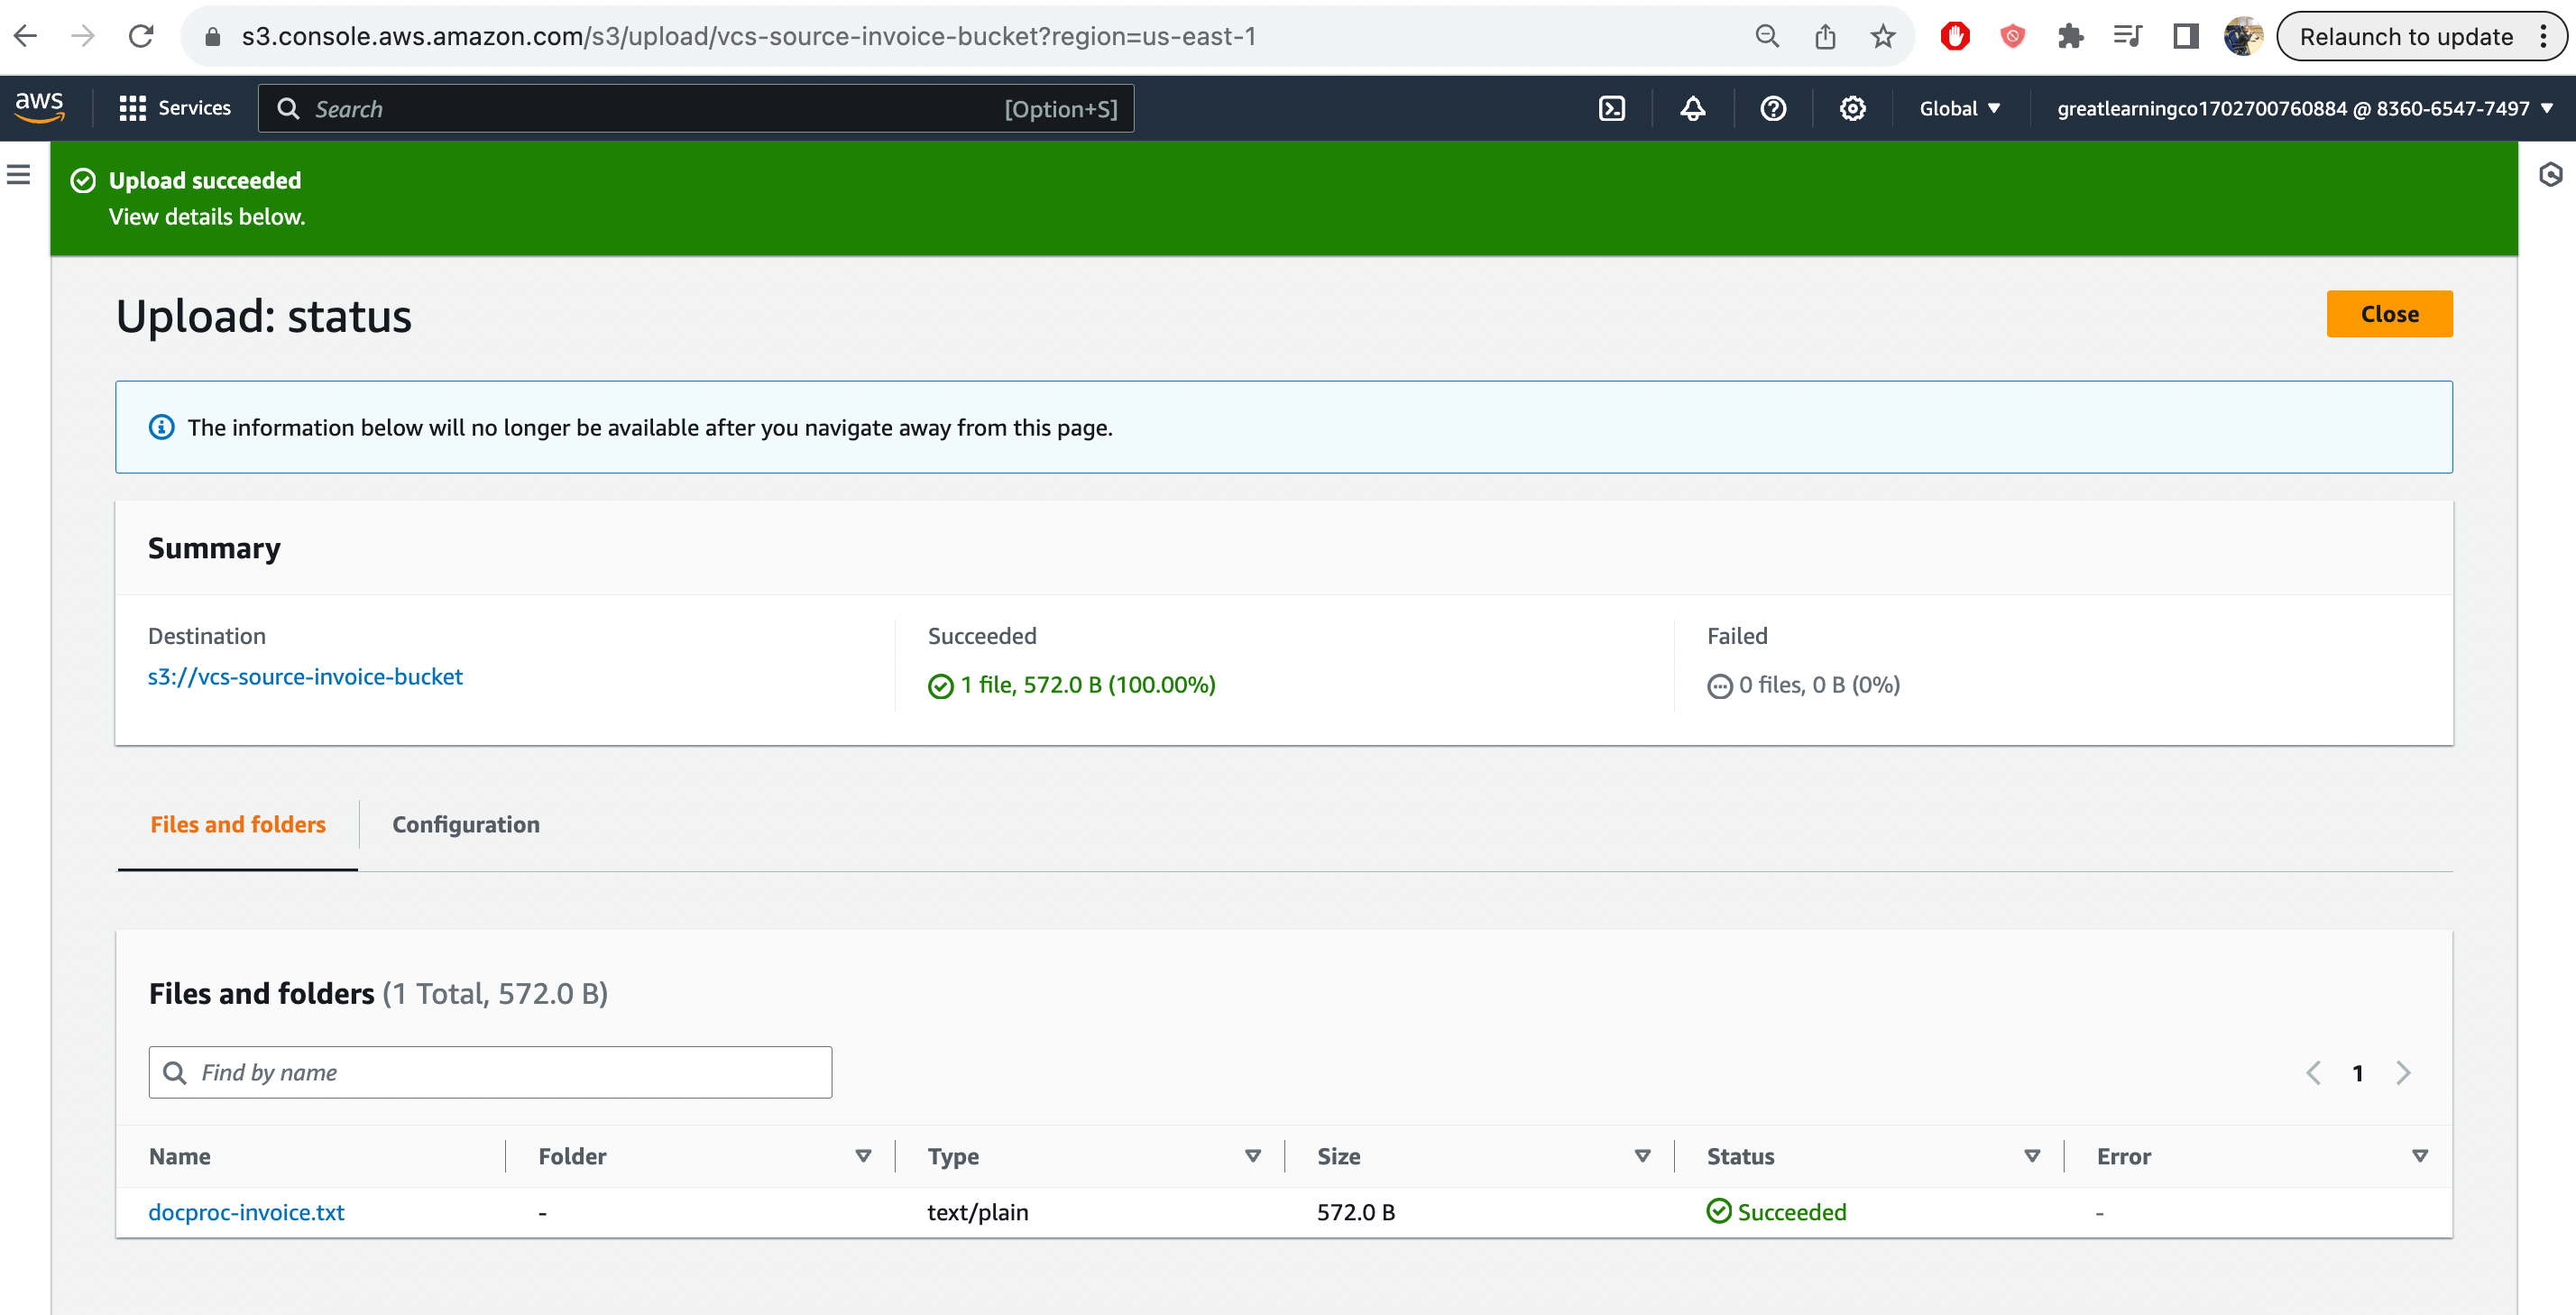 s3.console.aws.amazon.com/s3/upload/vcs-source-invoice-bucket?region=us-east-1
Relaunch to update
aws
Services
Search
[Option+S]
Global
greatlearningco1702700760884 @ 8360-6547-7497
Upload succeeded
View details below.
Upload: status
Close
The information below will no longer be available after you navigate away from this page.
Summary
Destination
s3://vcs-source-invoice-bucket
Succeeded
1 file, 572.0 B (100.00%)
Failed
0 files, 0 B (0%)
Files and folders
Configuration
Files and folders (1 Total, 572.0 B)
Find by name
1
Name Folder Type Size Status Error
docproc-invoice.txt - text/plain 572.0 B Succeeded -